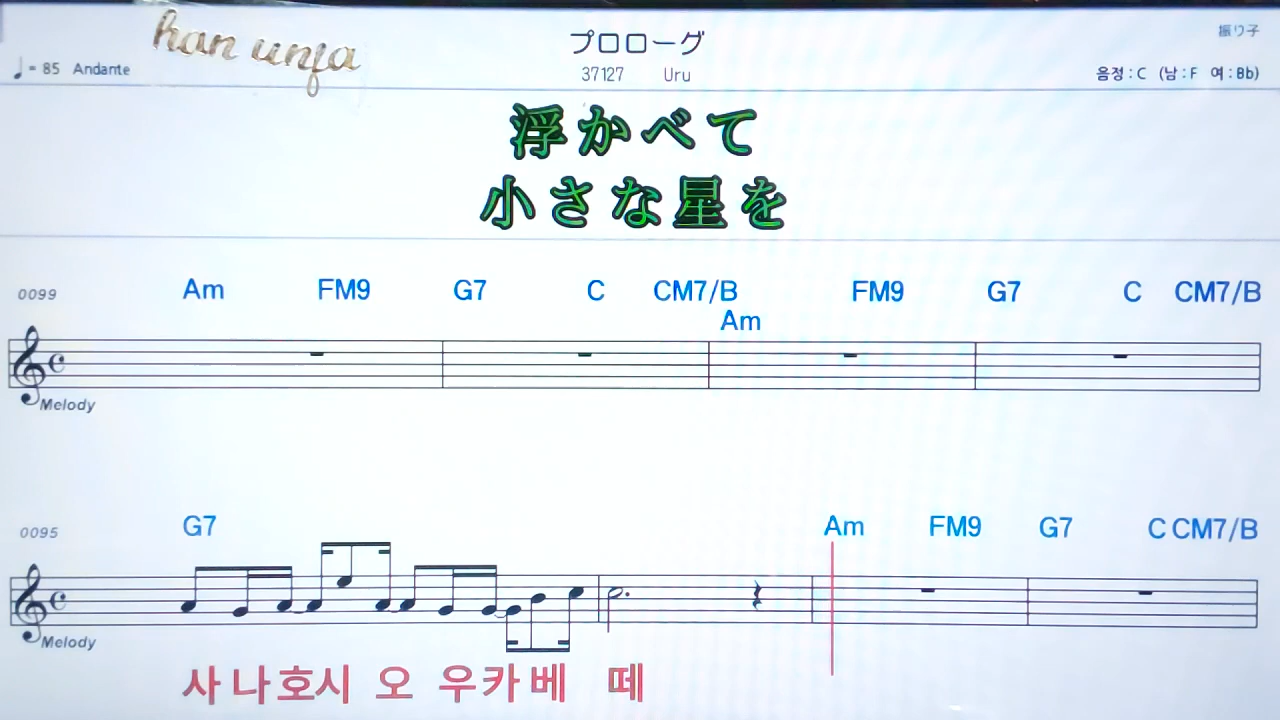 han unja
プロローグ
振り子
♩= 85 Andante
37127 Uru
음정 : C (남 : F 여 : Bb)
浮かべて
小さな星を
0099 Am FM9 G7 C CM7/B FM9 G7 C CM7/B
Am
Melody
0095 G7 Am FM9 G7 C CM7/B
Melody
사 나 호 시 오 우 카 베 떼